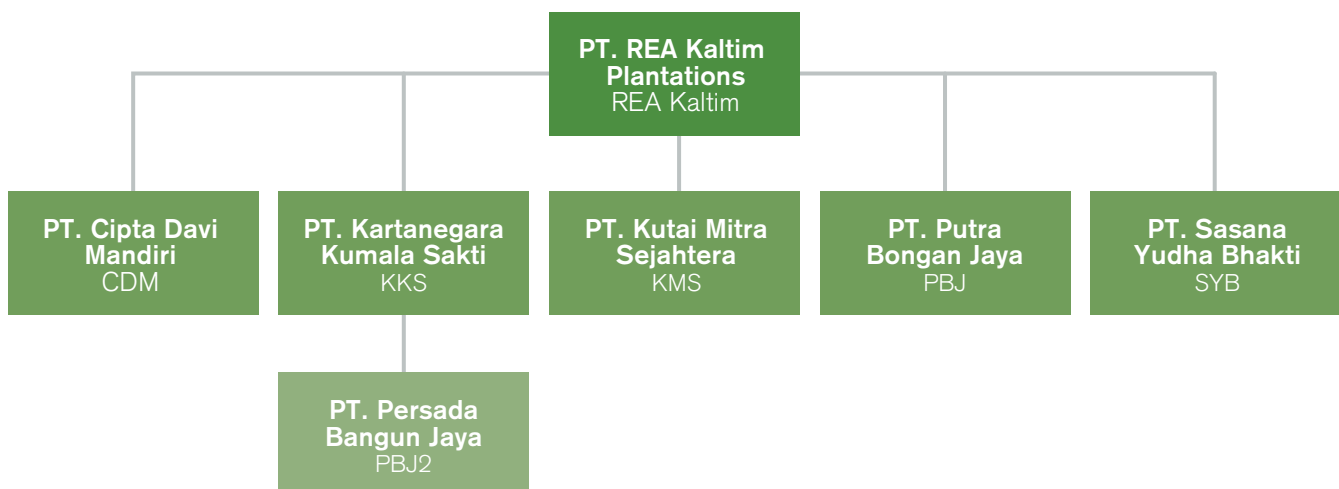 PT. REA Kaltim
Plantations
REA Kaltim
PT. Cipta Davi
Mandiri
CDM
PT. Kartanegara
Kumala Sakti
KKS
PT. Kutai Mitra
Sejahtera
KMS
PT. Putra
Bongan Jaya
PBJ
PT. Sasana
Yudha Bhakti
SYB
PT. Persada
Bangun Jaya
PBJ2